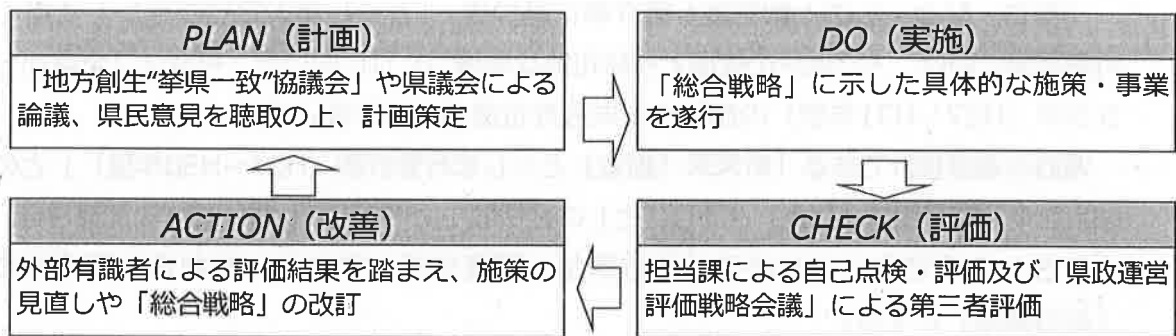 PLAN（計画）
「地方創生"挙県一致"協議会」や県議会による
論議、県民意見を聴取の上、計画策定
DO（実施）
「総合戦略」に示した具体的な施策・事業
を遂行
ACTION（改善）
外部有識者による評価結果を踏まえ、施策の
見直しや「総合戦略」の改訂
CHECK（評価）
担当課による自己点検・評価及び「県政運営
評価戦略会議」による第三者評価